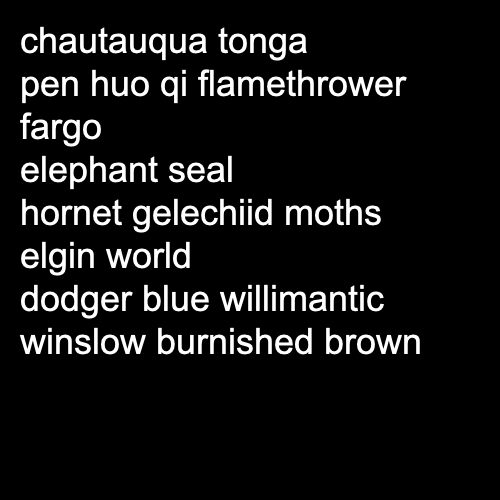 chautauqua tonga
pen huo qi flamethrower
fargo
elephant seal
hornet gelechiid moths
elgin world
dodger blue willimantic
winslow burnished brown